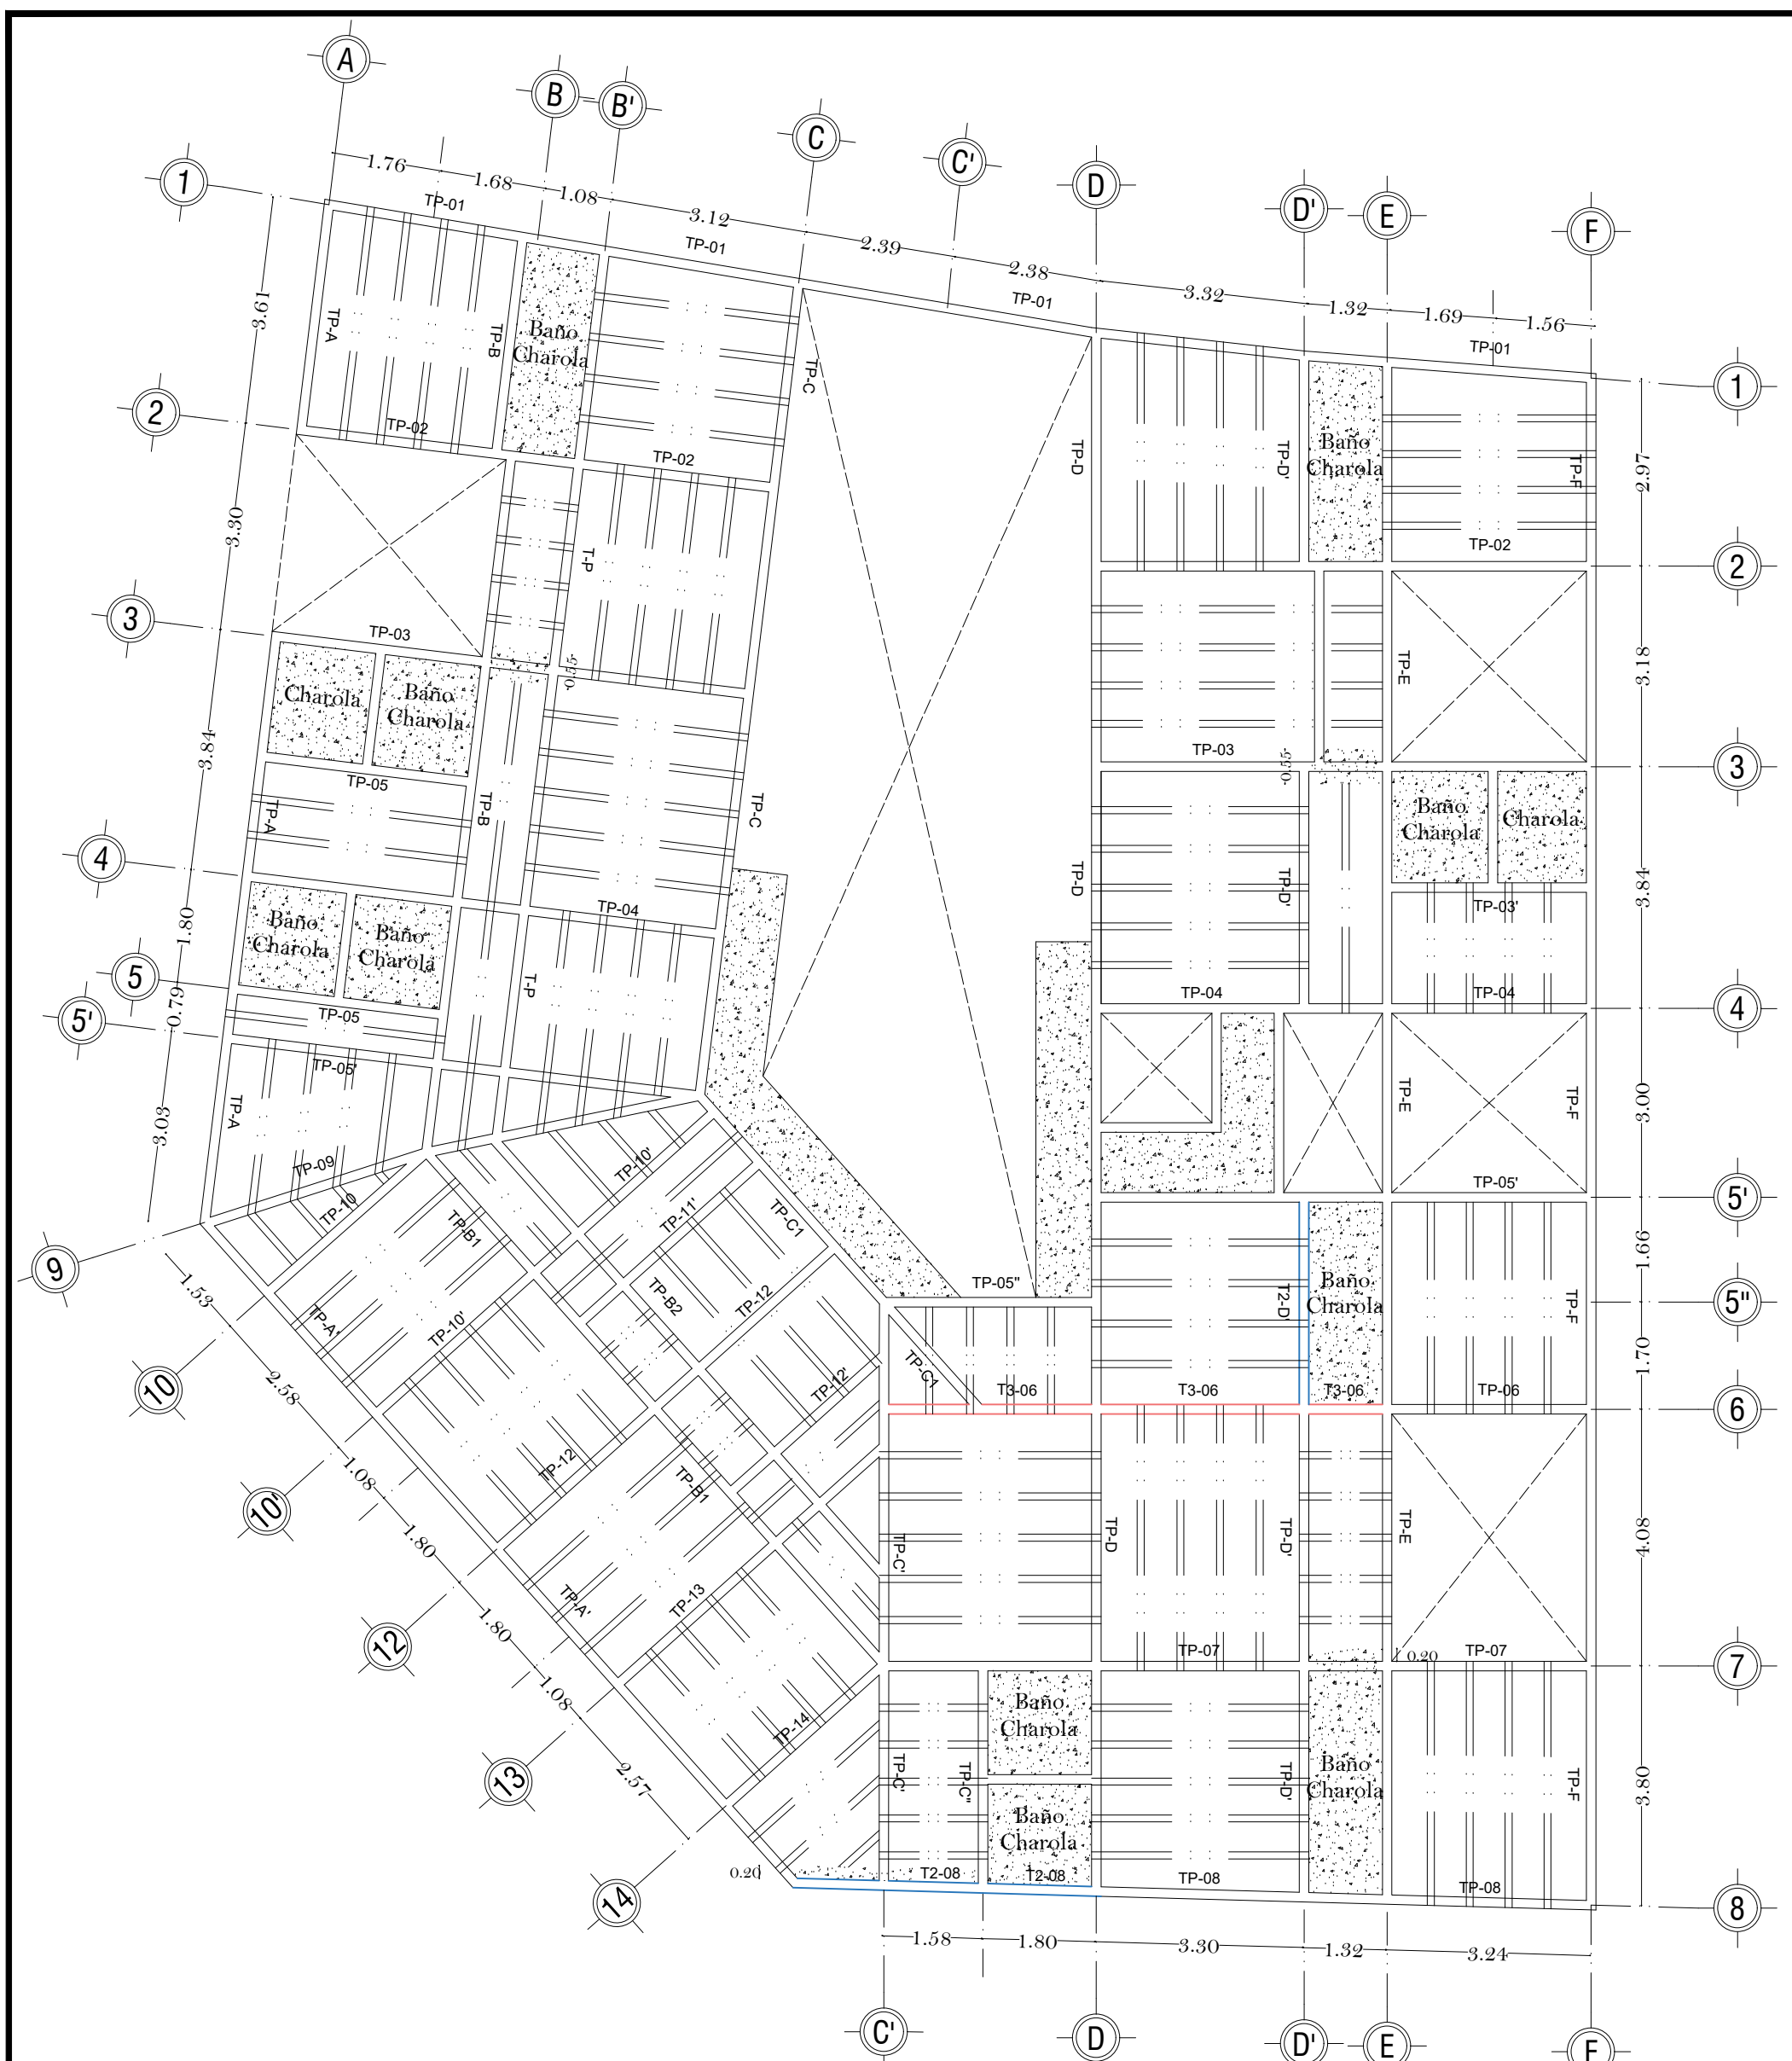 A
B
B'
C
C'
D
D'
E
F
1
1.76
1.68
1.08
3.12
2.39
2.38
3.32
1.32
1.69
1.56
TP-01
TP-01
TP-01
TP-01
1
3.61
TP-A
TP-B
Baño
Charola
TP-C
2
TP-02
TP-02
TP-D
TP-D'
Baño
Charola
TP-F
2.97
TP-02
2
3.30
T-P
3
TP-03
0.55
Charola
Baño
Charola
TP-E
3.18
TP-03
0.55
3
3.84
TP-05
TP-A
TP-B
TP-C
Baño
Charola
Charola
TP-D
TP-D'
3.84
TP-03'
4
TP-04
TP-04
TP-04
4
1.80
Baño
Charola
Baño
Charola
5
5'
0.79
TP-05
T-P
TP-05'
TP-A
3.03
TP-E
TP-F
3.00
TP-09
TP-10
TP-10'
TP-05'
5'
9
TP-B1
TP-11'
TP-C1
1.53
TP-A'
TP-10'
TP-B2
TP-12
TP-05"
T2-D'
Baño
Charola
TP-F
1.66
5"
1.70
10
2.58
TP-C1
TP-12'
T3-06
T3-06
T3-06
TP-06
6
10'
1.08
TP-12
TP-B1
1.80
TP-C'
TP-D
TP-D'
TP-E
4.08
12
TP-A'
TP-13
1.80
TP-07
TP-07
0.20
7
13
1.08
TP-14
2.57
Baño
Charola
TP-C'
TP-C"
TP-D'
Baño
Charola
TP-F
3.80
Baño
Charola
14
0.20
T2-08
T2-08
TP-08
TP-08
8
1.58
1.80
3.30
1.32
3.24
C'
D
D'
E
F